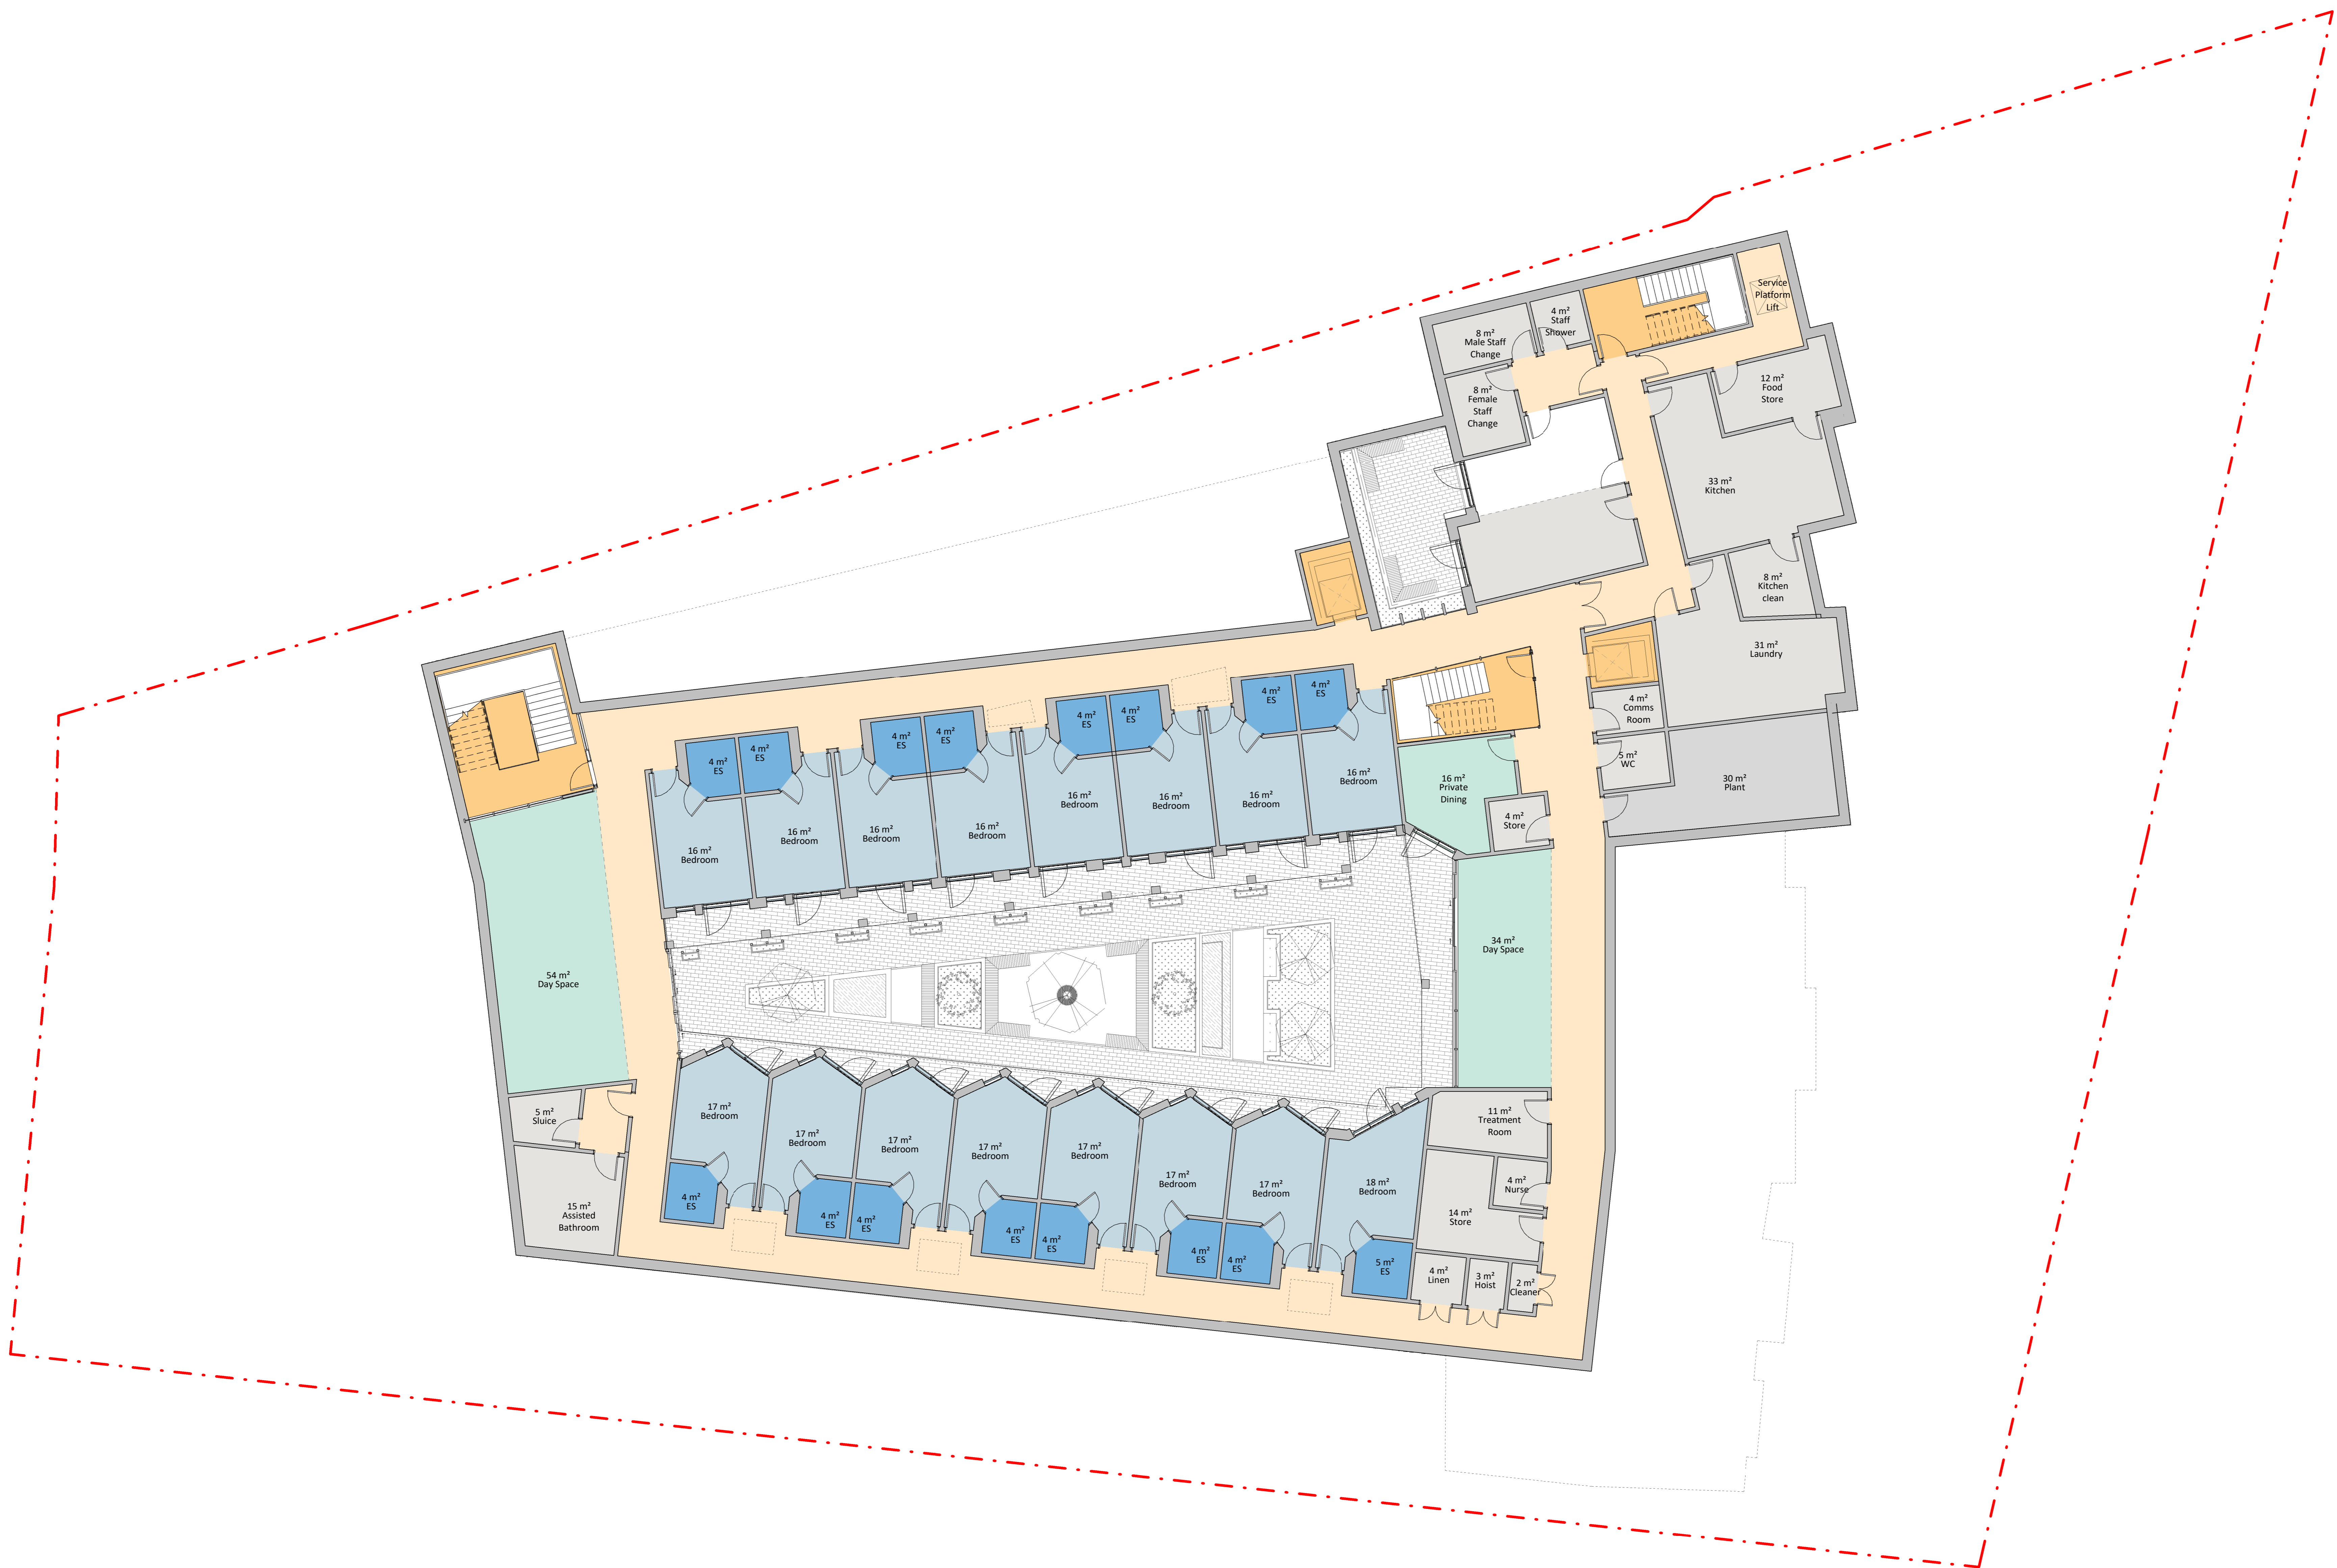 Service
Platform
Lift
4 m²
Staff
Shower
8 m²
Male Staff
Change
8 m²
Female
Staff
Change
12 m²
Food
Store
33 m²
Kitchen
8 m²
Kitchen
clean
31 m²
Laundry
4 m²
Comms
Room
5 m²
WC
30 m²
Plant
4 m²
ES
4 m²
ES
4 m²
ES
4 m²
ES
4 m²
ES
4 m²
ES
4 m²
ES
4 m²
ES
16 m²
Bedroom
16 m²
Bedroom
16 m²
Bedroom
16 m²
Bedroom
16 m²
Bedroom
16 m²
Bedroom
16 m²
Bedroom
16 m²
Bedroom
16 m²
Private
Dining
4 m²
Store
34 m²
Day Space
54 m²
Day Space
5 m²
Sluice
15 m²
Assisted
Bathroom
17 m²
Bedroom
17 m²
Bedroom
17 m²
Bedroom
17 m²
Bedroom
17 m²
Bedroom
17 m²
Bedroom
17 m²
Bedroom
18 m²
Bedroom
4 m²
ES
4 m²
ES
4 m²
ES
4 m²
ES
4 m²
ES
4 m²
ES
4 m²
ES
5 m²
ES
11 m²
Treatment
Room
4 m²
Nurse
14 m²
Store
4 m²
Linen
3 m²
Hoist
2 m²
Cleaner